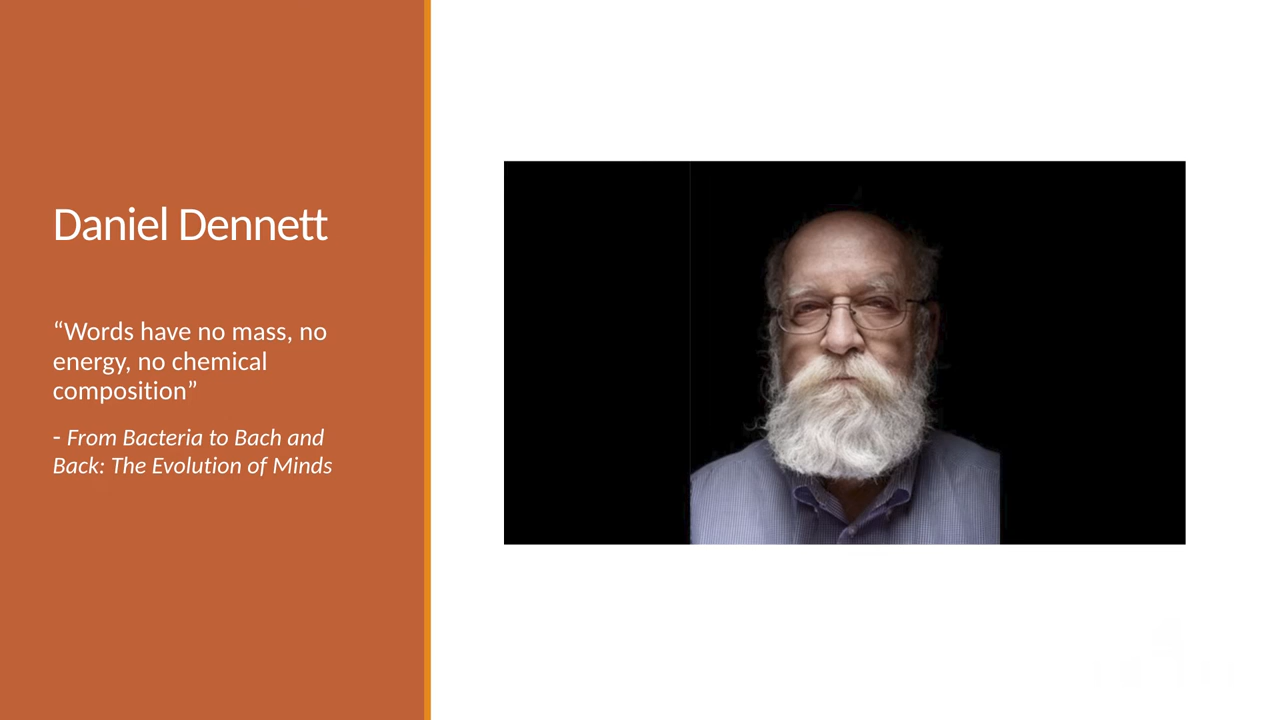 Daniel Dennett
“Words have no mass, no
energy, no chemical
composition”
- From Bacteria to Bach and
Back: The Evolution of Minds